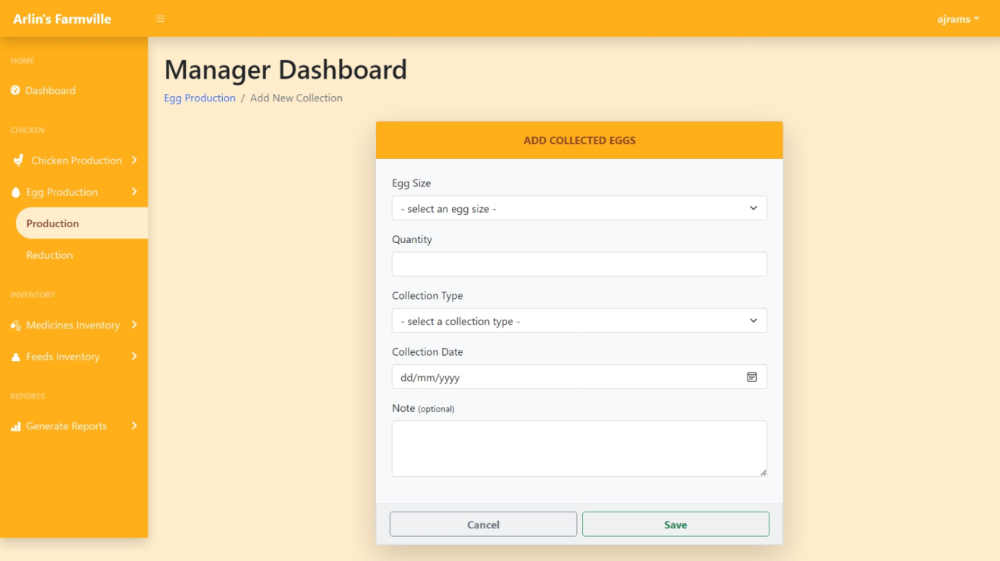 Arlin's Farmville
ajrams
HOME
Dashboard
CHICKEN
Chicken Production
Egg Production
Production
Reduction
INVENTORY
Medicines Inventory
Feeds Inventory
REPORTS
Generate Reports
Manager Dashboard
Egg Production / Add New Collection
ADD COLLECTED EGGS
Egg Size
- select an egg size -
Quantity
Collection Type
- select a collection type -
Collection Date
dd/mm/yyyy
Note (optional)
Cancel
Save